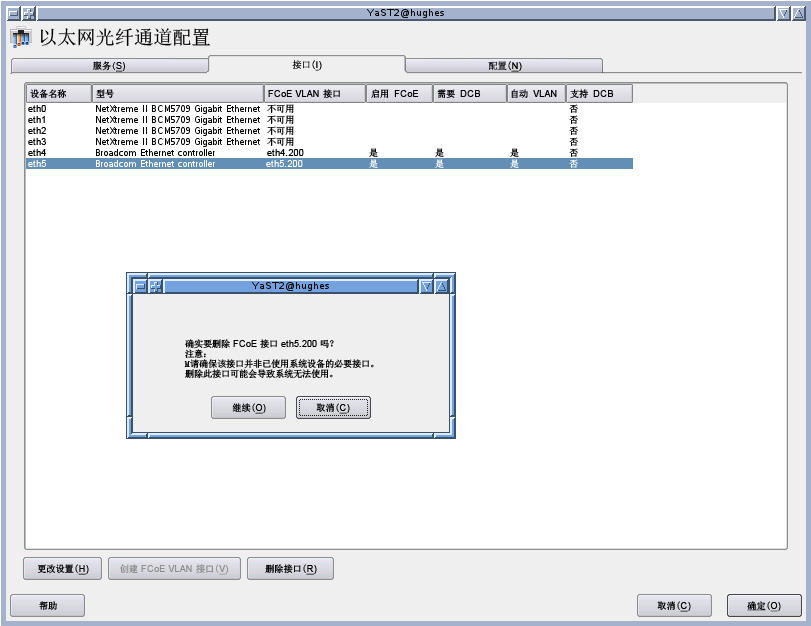 YaST2@hughes
以太网光纤通道配置
服务(S) 接口(I) 配置(N)
设备名称 型号 FCoE VLAN 接口 启用 FCoE 需要 DCB 自动 VLAN 支持 DCB
eth0 NetXtreme II BCM5709 Gigabit Ethernet 不可用 否
eth1 NetXtreme II BCM5709 Gigabit Ethernet 不可用 否
eth2 NetXtreme II BCM5709 Gigabit Ethernet 不可用 否
eth3 NetXtreme II BCM5709 Gigabit Ethernet 不可用 否
eth4 Broadcom Ethernet controller eth4.200 是 是 是 否
eth5 Broadcom Ethernet controller eth5.200 是 是 是 否
YaST2@hughes
确实要删除 FCoE 接口 eth5.200 吗?
注意:
M请确保该接口并非已使用系统设备的必要接口。
删除此接口可能会导致系统无法使用。
继续(O) 取消(C)
更改设置(H) 创建 FCoE VLAN 接口(V) 删除接口(R)
帮助 取消(C) 确定(O)